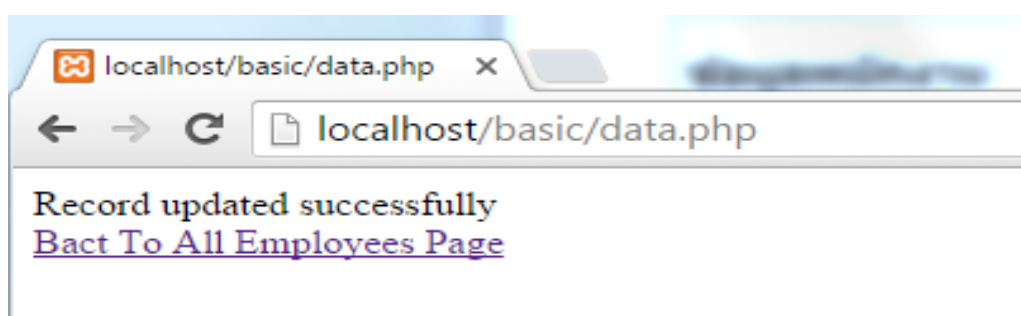 localhost/basic/data.php
localhost/basic/data.php
Record updated successfully
Bact To All Employees Page